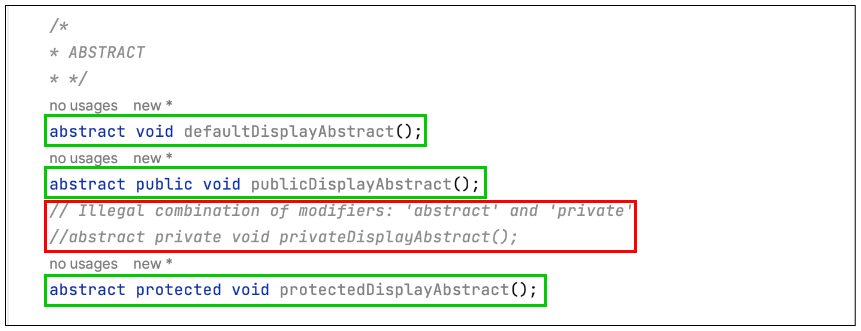 /*
* ABSTRACT
* */
no usages new *
abstract void defaultDisplayAbstract();
no usages new *
abstract public void publicDisplayAbstract();
// Illegal combination of modifiers: 'abstract' and 'private'
//abstract private void privateDisplayAbstract();
no usages new *
abstract protected void protectedDisplayAbstract();